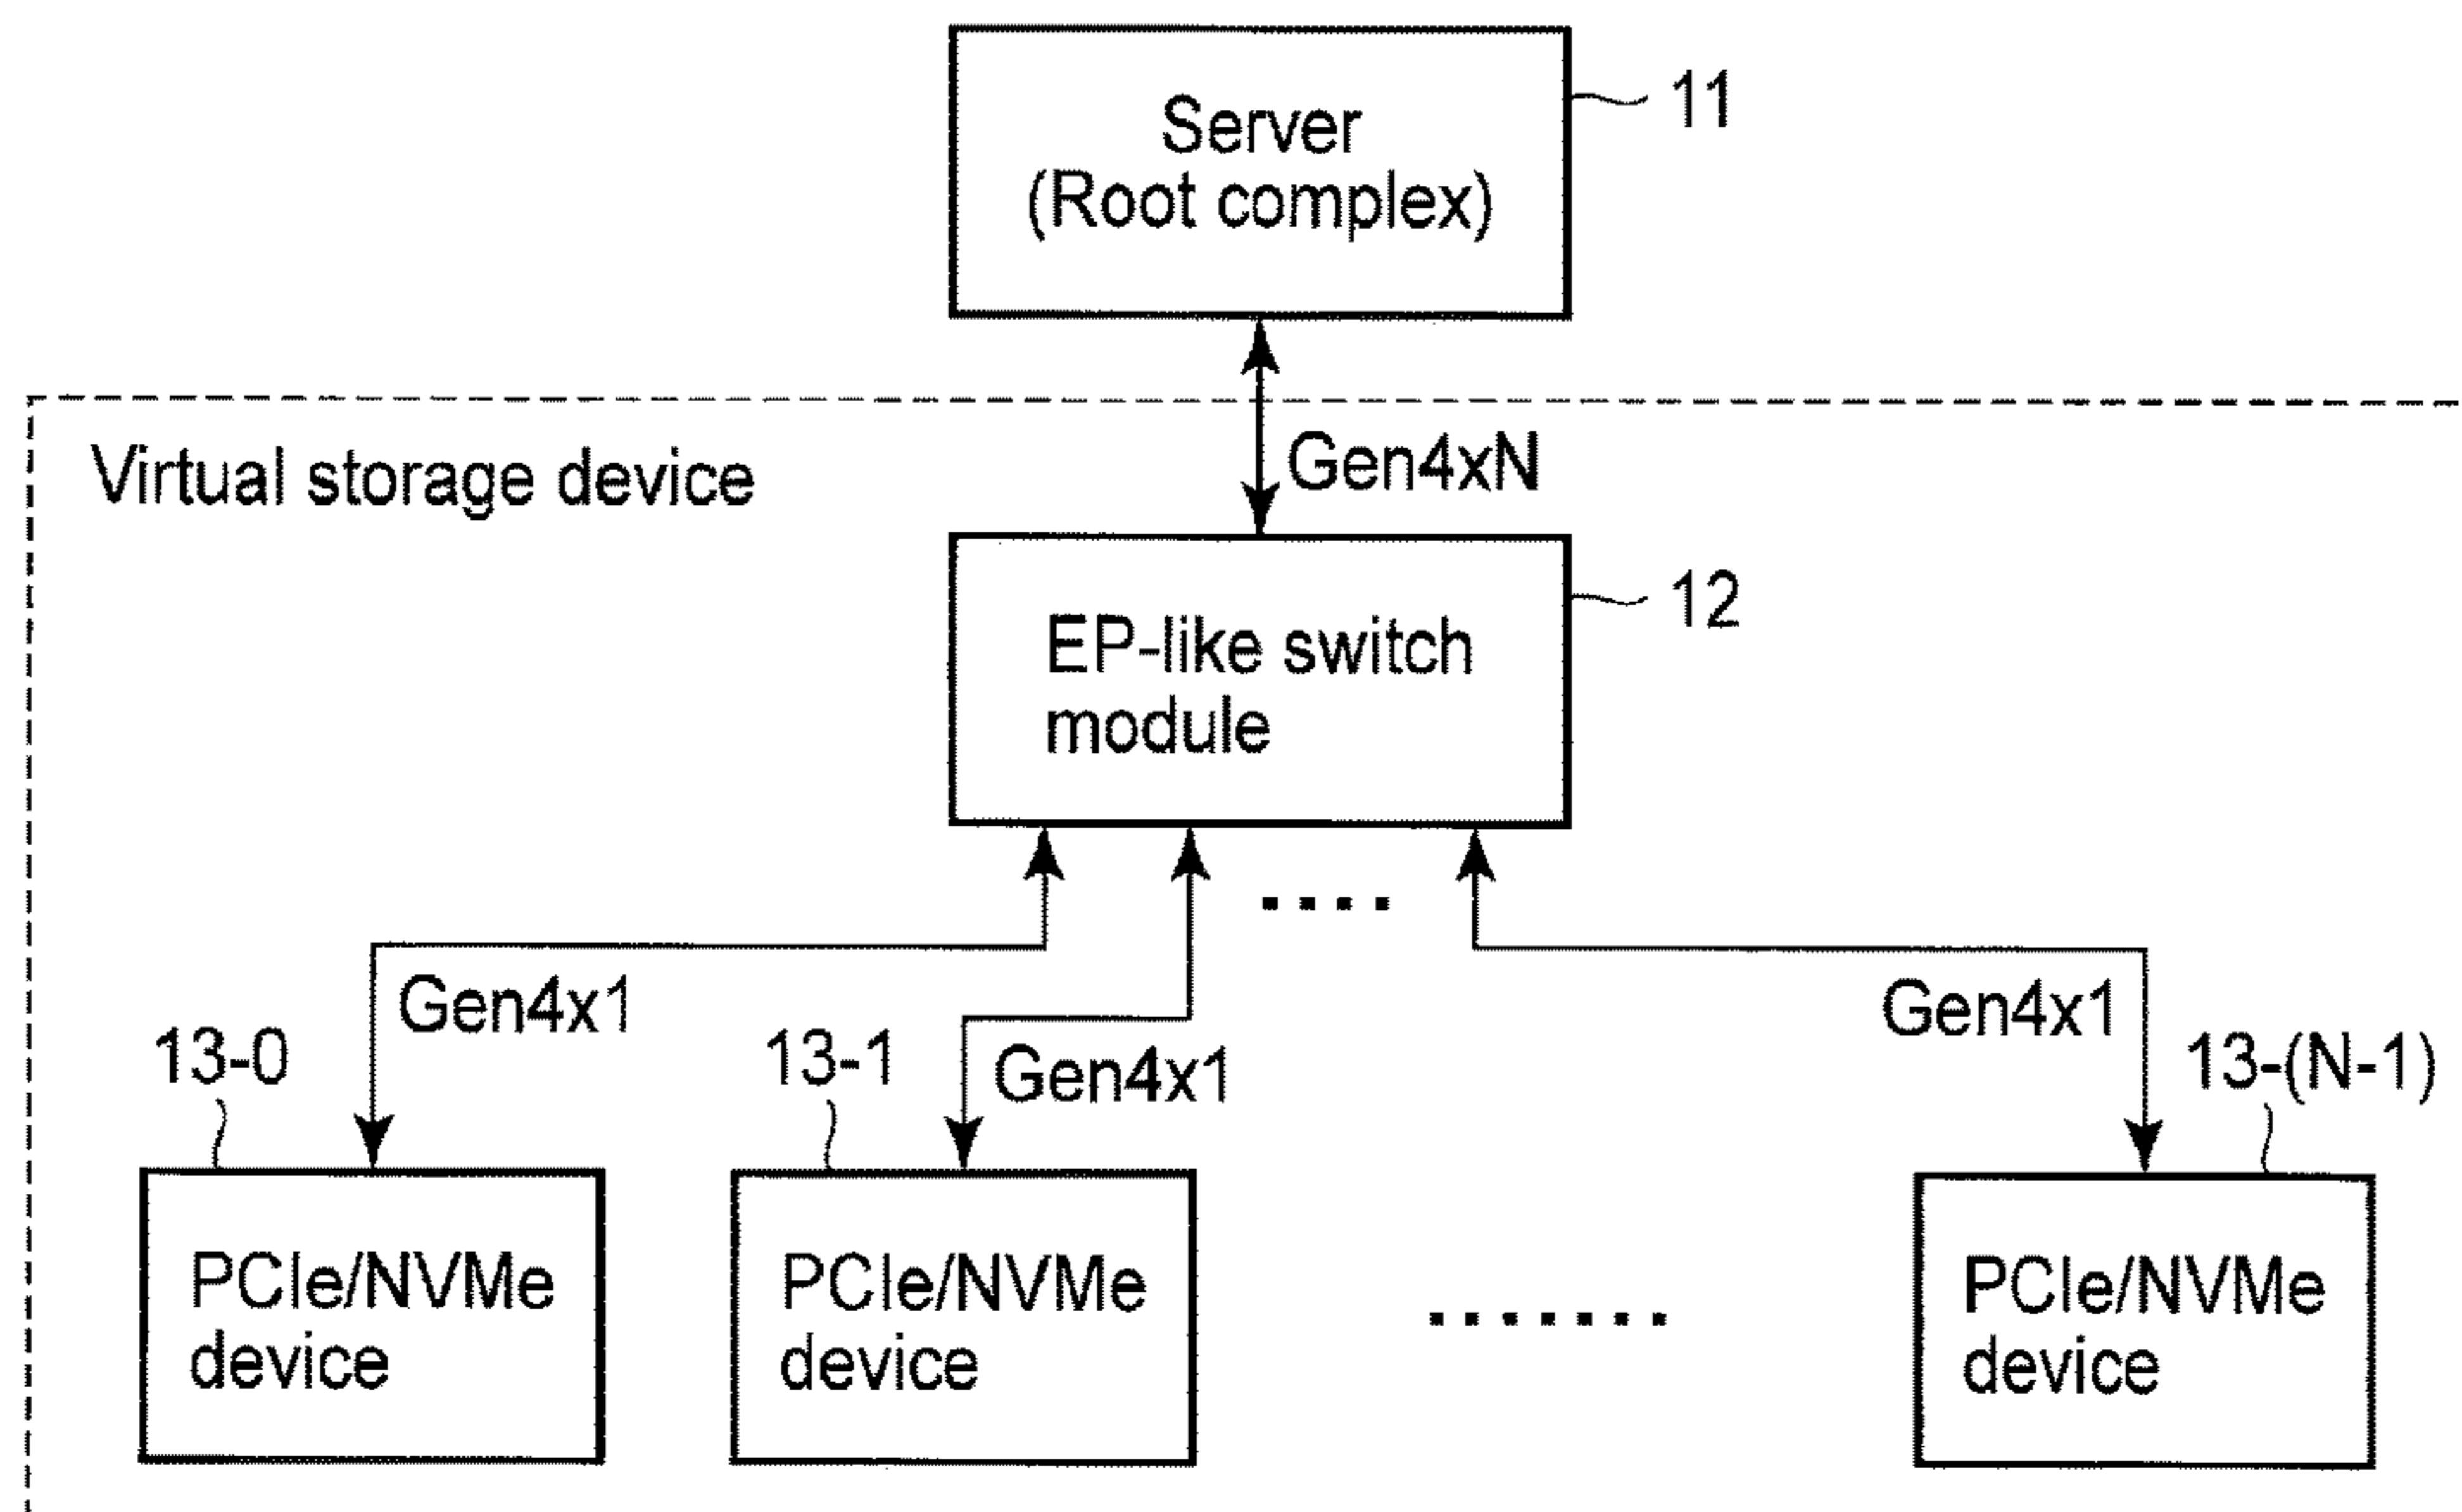 Server
(Root complex)
11
Virtual storage device
Gen4xN
EP-like switch
module
12
Gen4x1
Gen4x1
Gen4x1
13-0
13-1
13-(N-1)
PCIe/NVMe
device
PCIe/NVMe
device
PCIe/NVMe
device